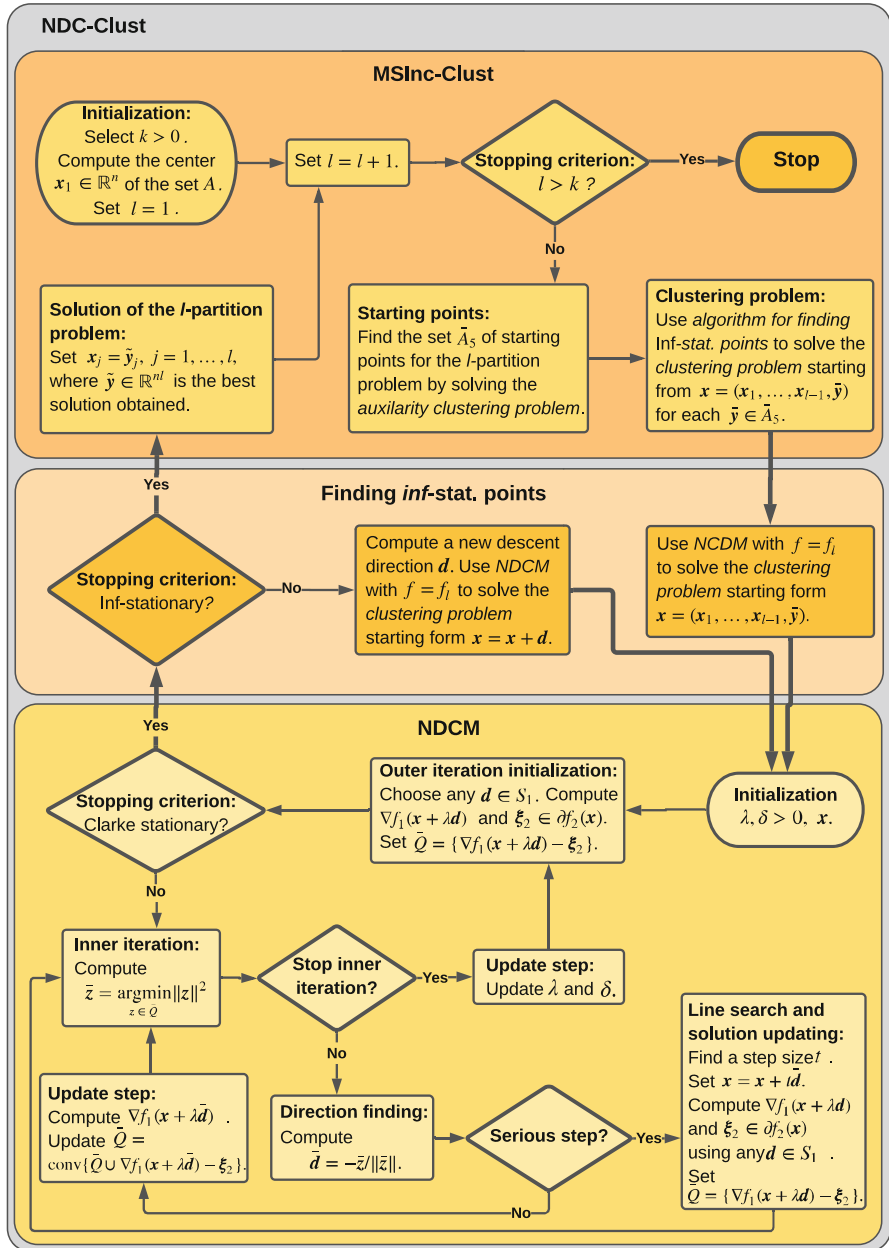 NDC-Clust
MSInc-Clust
Initialization:
Select k > 0 .
Compute the center
x₁ ∈ ℝⁿ of the set A.
Set l = 1 .
Set l = l + 1.
Stopping criterion:
l > k ?
Yes
Stop
No
Solution of the l-partition
problem:
Set x_j = ỹ_j, j = 1, … , l,
where ỹ ∈ ℝⁿˡ is the best
solution obtained.
Starting points:
Find the set Ā₅ of starting
points for the l-partition
problem by solving the
auxilarity clustering problem.
Clustering problem:
Use algorithm for finding
Inf-stat. points to solve the
clustering problem starting
from x = (x₁, … , x_{l−1}, ȳ)
for each ȳ ∈ Ā₅.
Yes
Finding inf-stat. points
Stopping criterion:
Inf-stationary?
No
Compute a new descent
direction d. Use NDCM
with f = f_l to solve the
clustering problem
starting form x = x + d.
Use NCDM with f = f_l
to solve the clustering
problem starting form
x = (x₁, … , x_{l−1}, ȳ).
Yes
NDCM
Stopping criterion:
Clarke stationary?
Outer iteration initialization:
Choose any d ∈ S₁. Compute
∇f₁(x + λd) and ξ₂ ∈ ∂f₂(x).
Set Q̄ = {∇f₁(x + λd) − ξ₂}.
Initialization
λ, δ > 0, x.
No
Inner iteration:
Compute
z̄ = argmin‖z‖²
z ∈ Q̄
Stop inner
iteration?
Yes
Update step:
Update λ and δ.
No
Update step:
Compute ∇f₁(x + λd̄) .
Update Q̄ =
conv{Q̄ ∪ ∇f₁(x + λd̄) − ξ₂}.
Direction finding:
Compute
d̄ = −z̄/‖z̄‖.
Serious step?
Yes
No
Line search and
solution updating:
Find a step size t .
Set x = x + td̄.
Compute ∇f₁(x + λd)
and ξ₂ ∈ ∂f₂(x)
using any d ∈ S₁ .
Set
Q̄ = {∇f₁(x + λd) − ξ₂}.